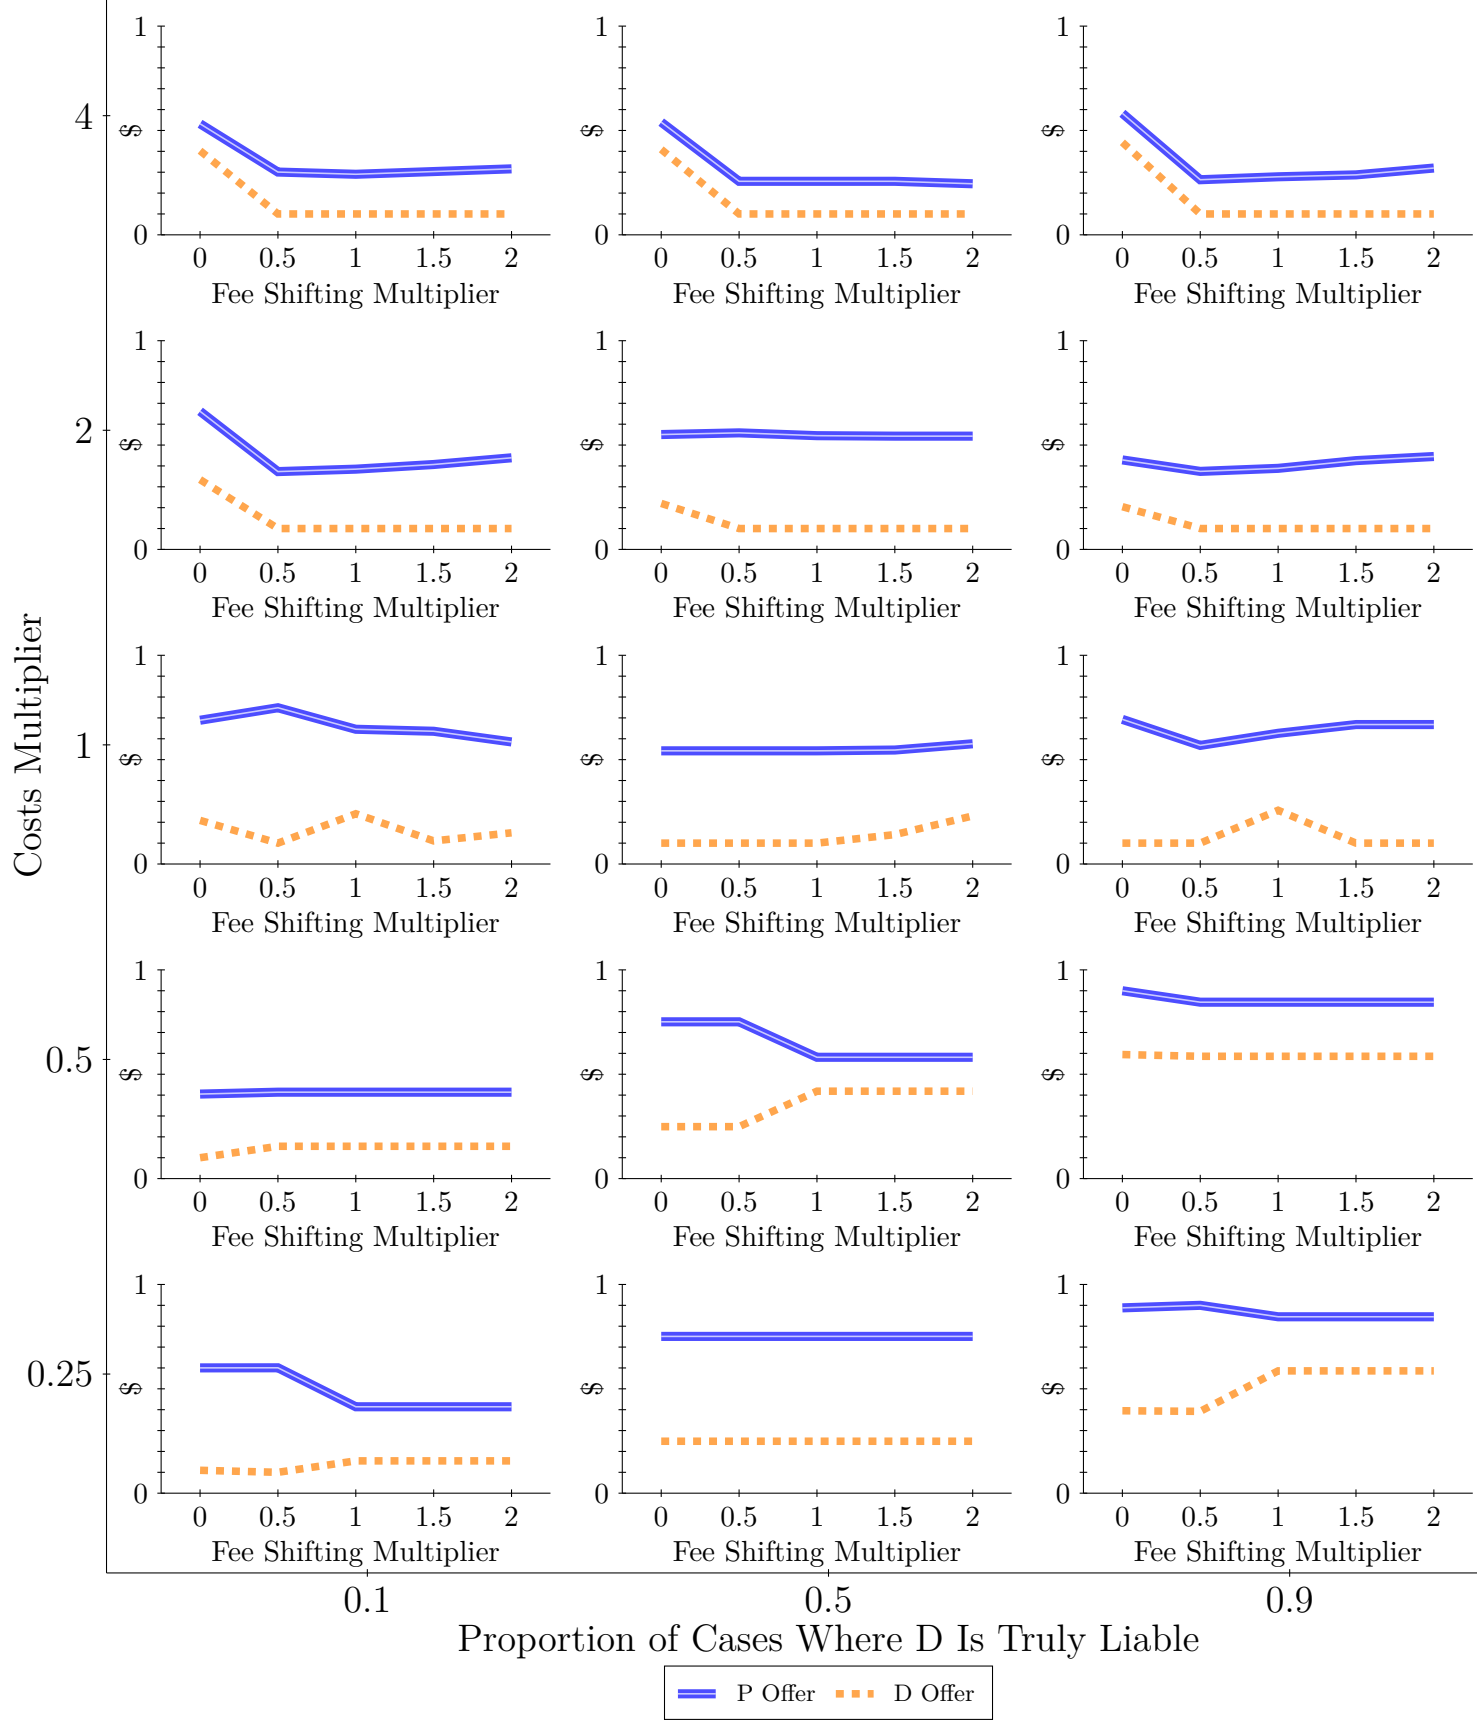 1 1 1
4 $ $ $
0 0 0
0 0.5 1 1.5 2 0 0.5 1 1.5 2 0 0.5 1 1.5 2
Fee Shifting Multiplier Fee Shifting Multiplier Fee Shifting Multiplier
1 1 1
2 $ $ $
0 0 0
0 0.5 1 1.5 2 0 0.5 1 1.5 2 0 0.5 1 1.5 2
Fee Shifting Multiplier Fee Shifting Multiplier Fee Shifting Multiplier
Costs Multiplier
1 1 1
1 $ $ $
0 0 0
0 0.5 1 1.5 2 0 0.5 1 1.5 2 0 0.5 1 1.5 2
Fee Shifting Multiplier Fee Shifting Multiplier Fee Shifting Multiplier
1 1 1
0.5 $ $ $
0 0 0
0 0.5 1 1.5 2 0 0.5 1 1.5 2 0 0.5 1 1.5 2
Fee Shifting Multiplier Fee Shifting Multiplier Fee Shifting Multiplier
1 1 1
0.25 $ $ $
0 0 0
0 0.5 1 1.5 2 0 0.5 1 1.5 2 0 0.5 1 1.5 2
Fee Shifting Multiplier Fee Shifting Multiplier Fee Shifting Multiplier
0.1 0.5 0.9
Proportion of Cases Where D Is Truly Liable
P Offer D Offer